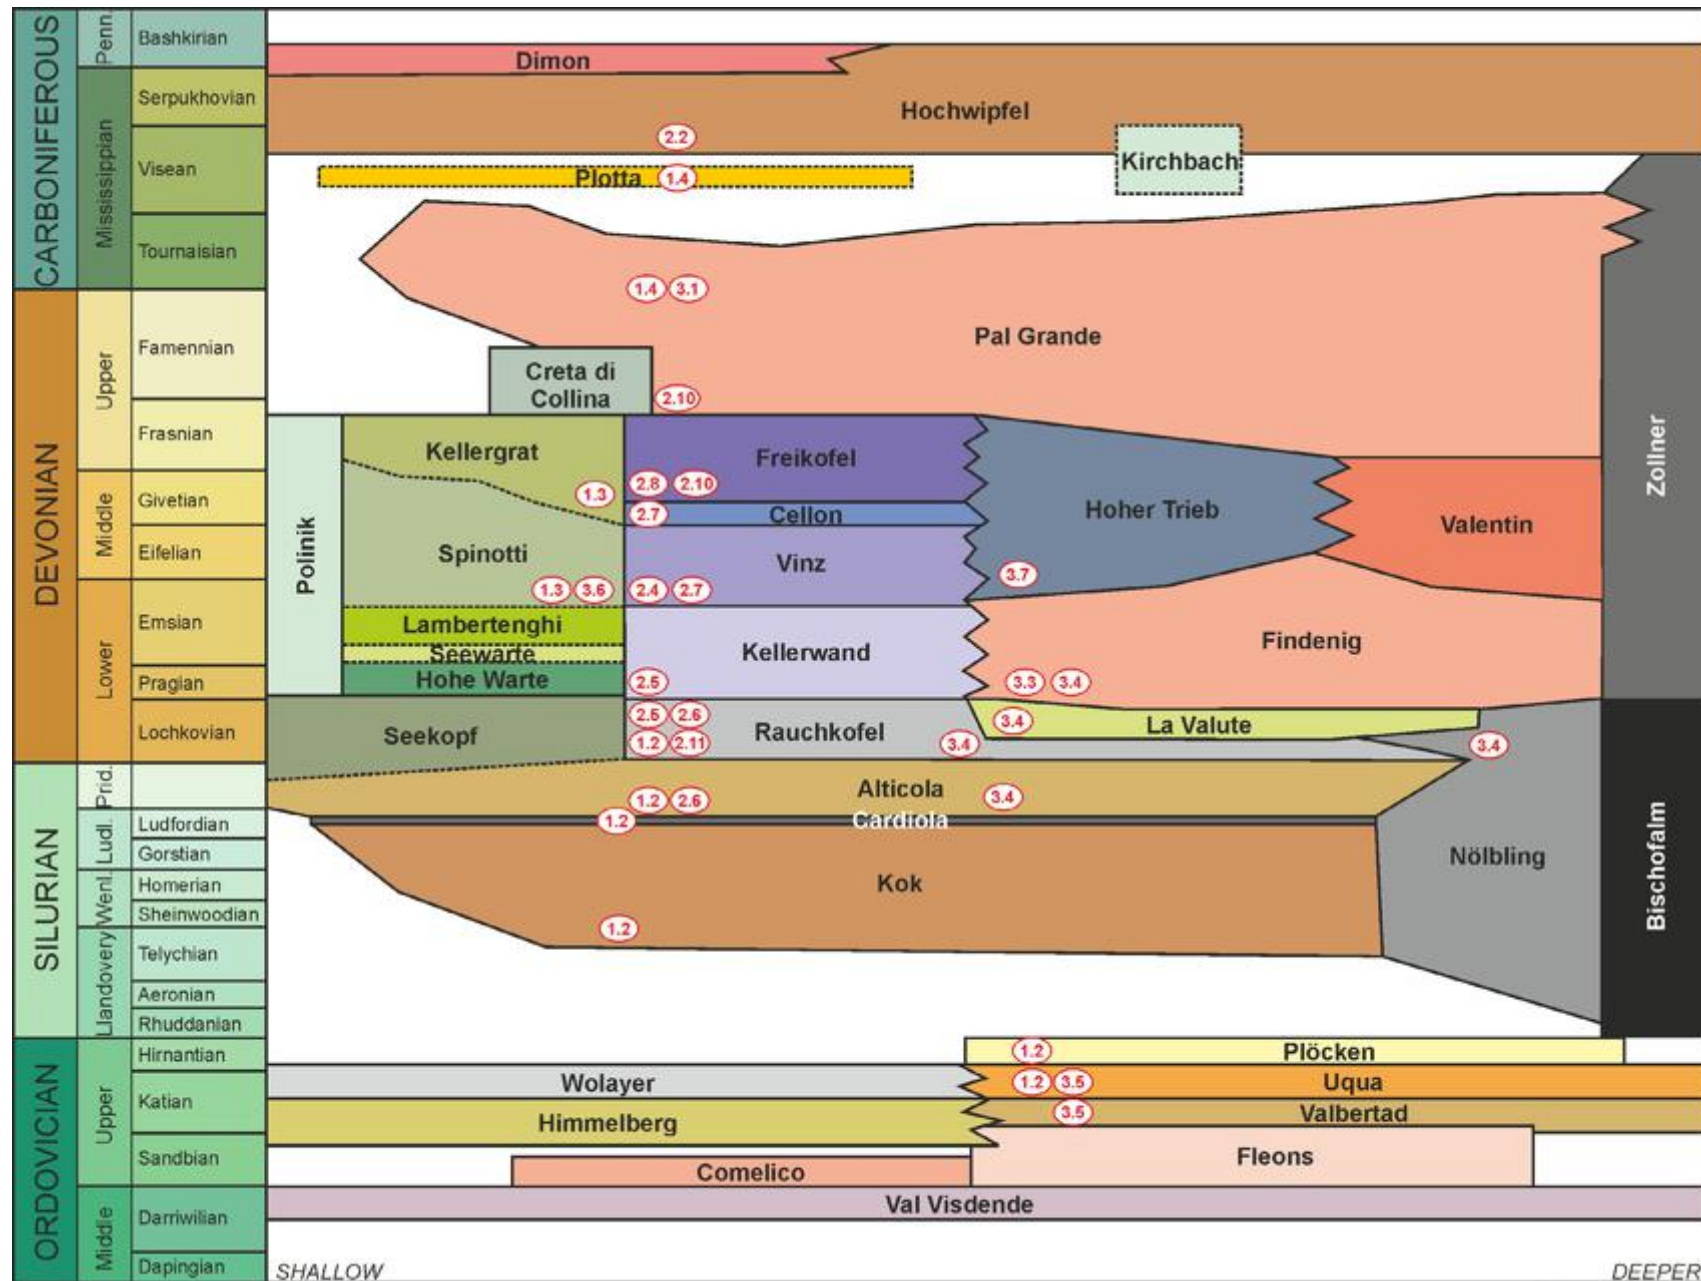 CARBONIFEROUS
DEVONIAN
SILURIAN
ORDOVICIAN
Penn.
Mississippian
Upper
Middle
Lower
Prid.
Ludl.
Wenl.
Llandovery
Upper
Middle
Bashkirian
Serpukhovian
Visean
Tournaisian
Famennian
Frasnian
Givetian
Eifelian
Emsian
Pragian
Lochkovian
Ludfordian
Gorstian
Homerian
Sheinwoodian
Telychian
Aeronian
Rhuddanian
Hirnantian
Katian
Sandbian
Darriwilian
Dapingian
Dimon
Hochwipfel
2.2
Kirchbach
Plotta 1.4
1.4 3.1
Pal Grande
Creta di
Collina
2.10
Polinik
Kellergrat
Freikofel
1.3
2.8 2.10
2.7
Cellon
Hoher Trieb
Valentin
Zollner
Spinotti
Vinz
1.3 3.6
2.4 2.7
3.7
Lambertenghi
Seewarte
Hohe Warte
Kellerwand
2.5
Findenig
3.3 3.4
Seekopf
2.5 2.6
1.2 2.11
Rauchkofel
3.4
3.4
La Valute
3.4
Alticola
1.2 2.6
3.4
1.2
Cardiola
Kok
1.2
Nölbling
Bischofalm
1.2
Plöcken
Wolayer
1.2 3.5
Uqua
Himmelberg
3.5
Valbertad
Comelico
Fleons
Val Visdende
SHALLOW
DEEPER